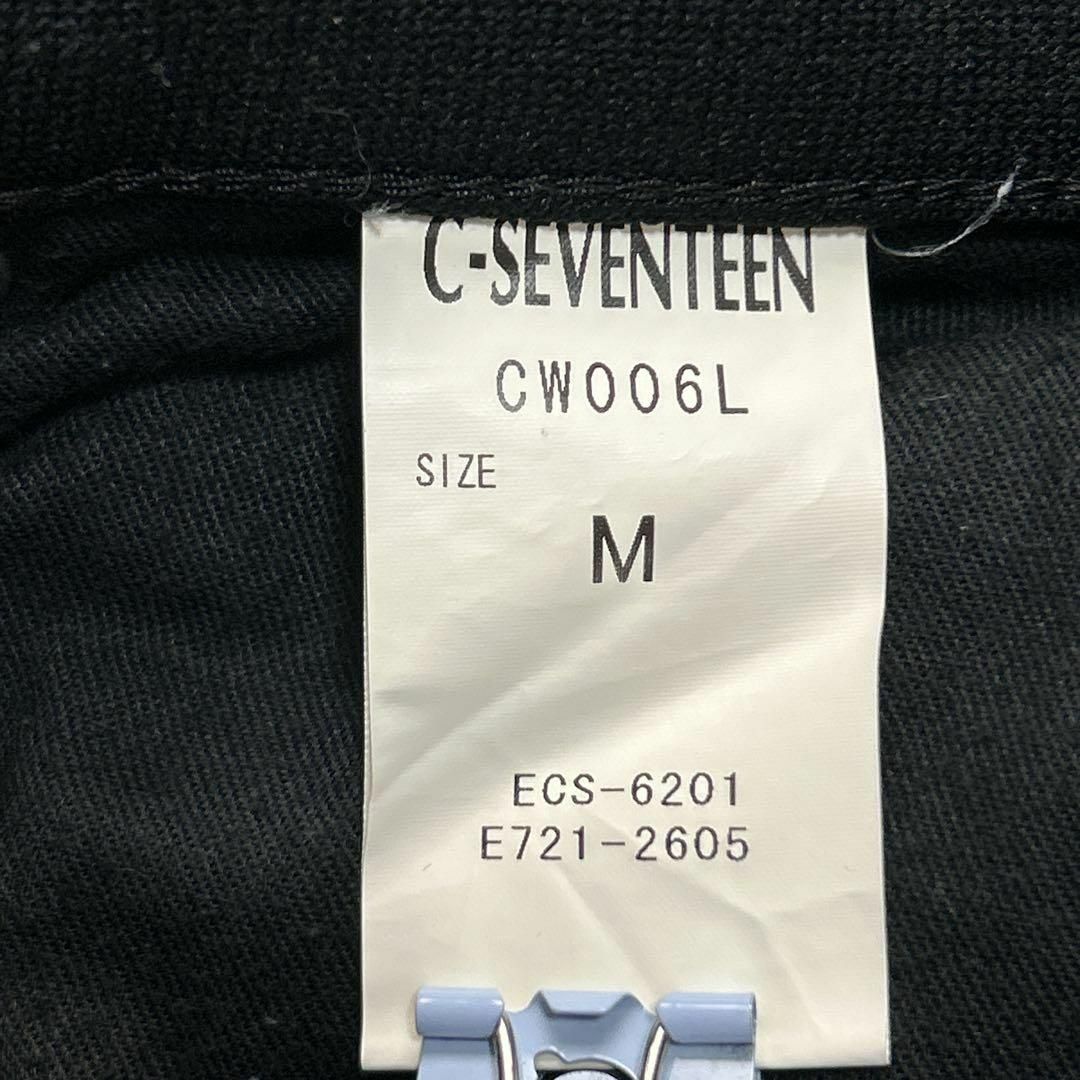 C-SEVENTEEN
CW006L
SIZE
M
ECS-6201
E721-2605